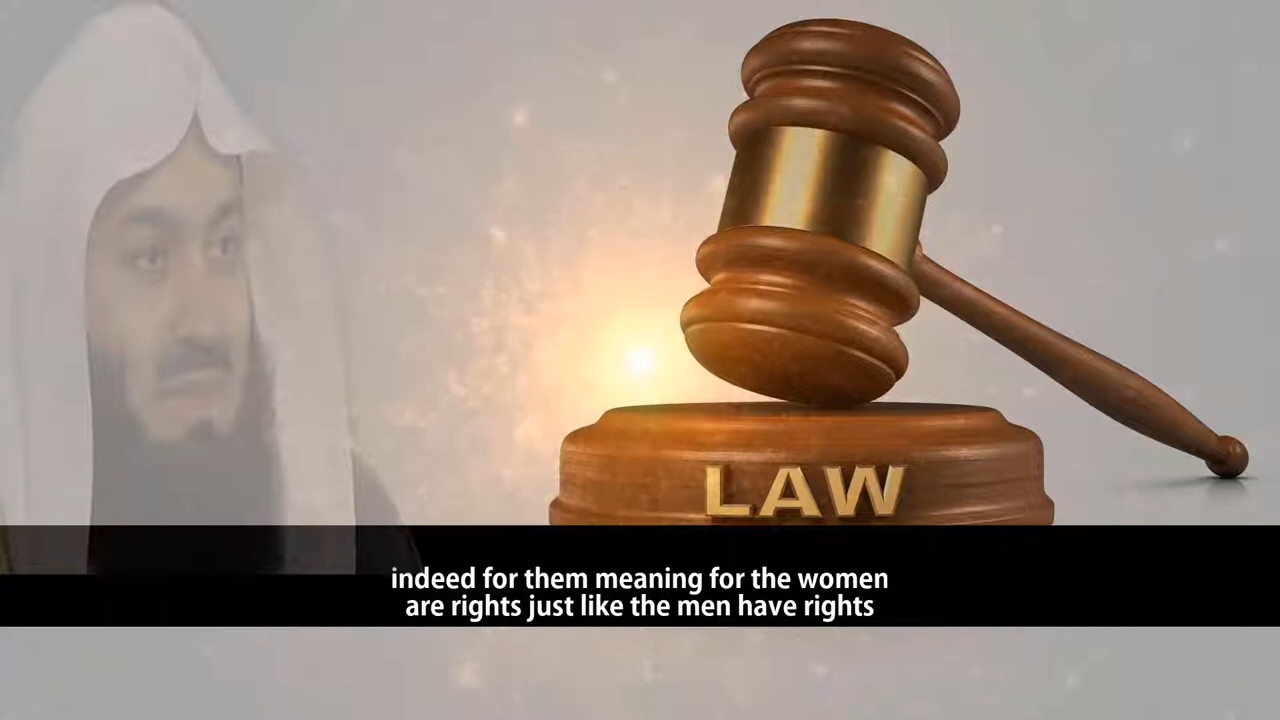 LAW
indeed for them meaning for the women
are rights just like the men have rights